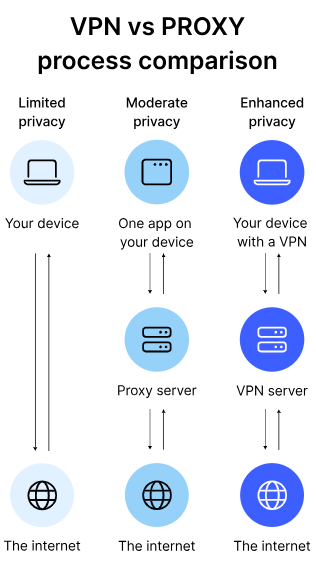 VPN vs PROXY
process comparison
Limited
privacy
Moderate
privacy
Enhanced
privacy
Your device
One app on
your device
Your device
with a VPN
Proxy server
VPN server
The internet
The internet
The internet